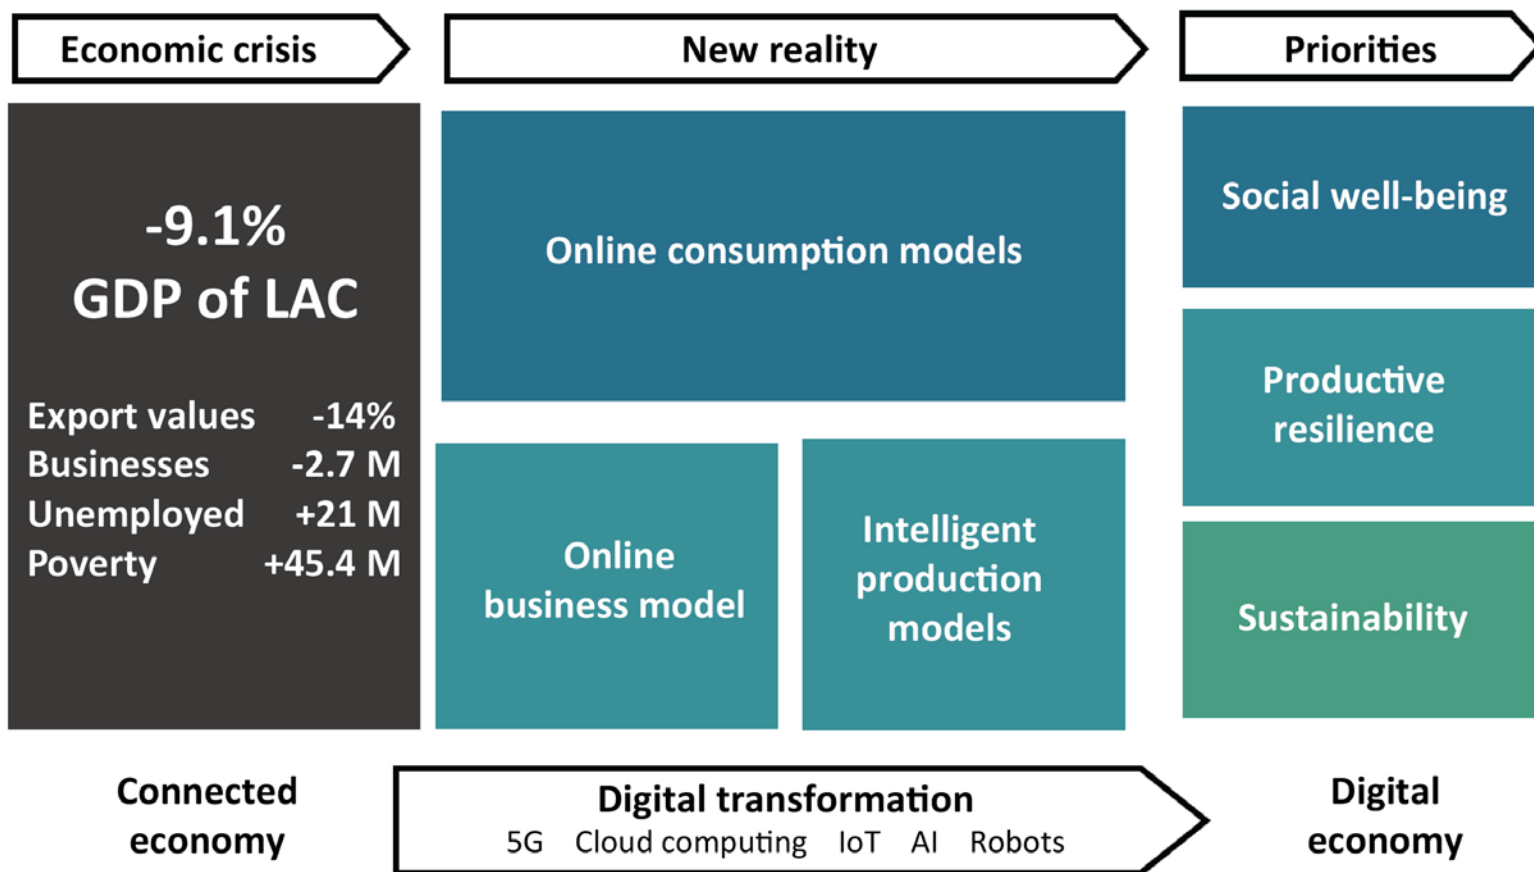 Economic crisis
New reality
Priorities
-9.1%
GDP of LAC
Export values -14%
Businesses -2.7 M
Unemployed +21 M
Poverty +45.4 M
Online consumption models
Online
business model
Intelligent
production
models
Social well-being
Productive
resilience
Sustainability
Connected
economy
Digital transformation
5G Cloud computing IoT AI Robots
Digital
economy